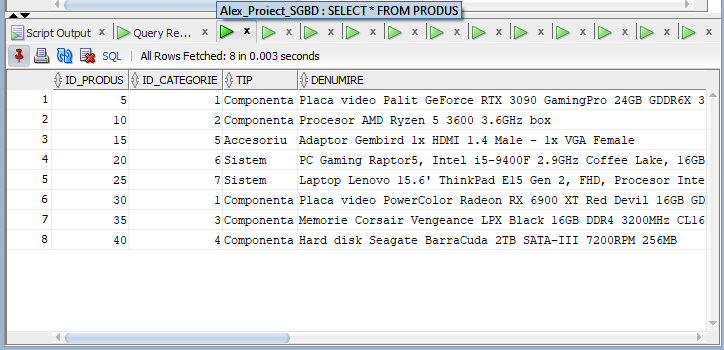 Alex_Proiect_SGBD : SELECT * FROM PRODUS
Script Output x Query Re... x x x x x x x x x x x
SQL | All Rows Fetched: 8 in 0.003 seconds
ID_PRODUS ID_CATEGORIE TIP DENUMIRE
1 5 1 Componenta Placa video Palit GeForce RTX 3090 GamingPro 24GB GDDR6X 3
2 10 2 Componenta Procesor AMD Ryzen 5 3600 3.6GHz box
3 15 5 Accesoriu Adaptor Gembird 1x HDMI 1.4 Male - 1x VGA Female
4 20 6 Sistem PC Gaming Raptor5, Intel i5-9400F 2.9GHz Coffee Lake, 16GB
5 25 7 Sistem Laptop Lenovo 15.6' ThinkPad E15 Gen 2, FHD, Procesor Inte
6 30 1 Componenta Placa video PowerColor Radeon RX 6900 XT Red Devil 16GB GD
7 35 3 Componenta Memorie Corsair Vengeance LPX Black 16GB DDR4 3200MHz CL16
8 40 4 Componenta Hard disk Seagate BarraCuda 2TB SATA-III 7200RPM 256MB